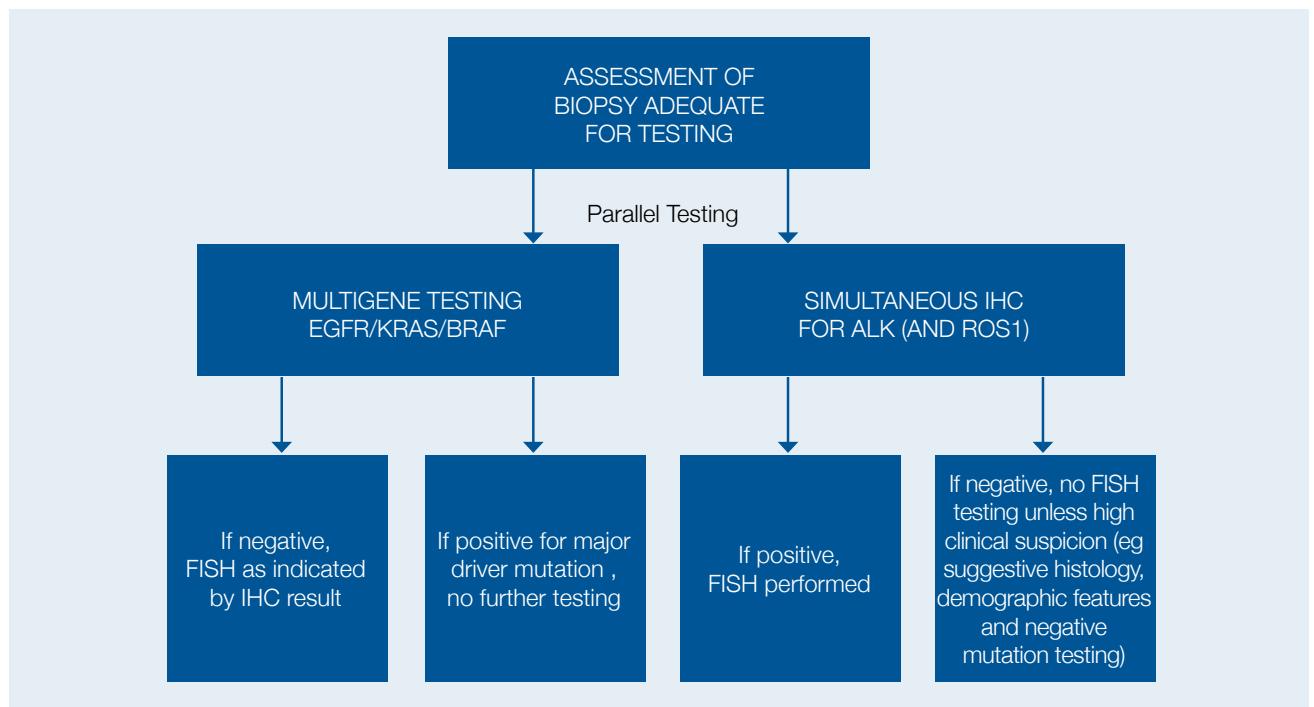 ASSESSMENT OF
BIOPSY ADEQUATE
FOR TESTING
Parallel Testing
MULTIGENE TESTING
EGFR/KRAS/BRAF
SIMULTANEOUS IHC
FOR ALK (AND ROS1)
If negative,
FISH as indicated
by IHC result
If positive for major
driver mutation ,
no further testing
If positive,
FISH performed
If negative, no FISH
testing unless high
clinical suspicion (eg
suggestive histology,
demographic features
and negative
mutation testing)